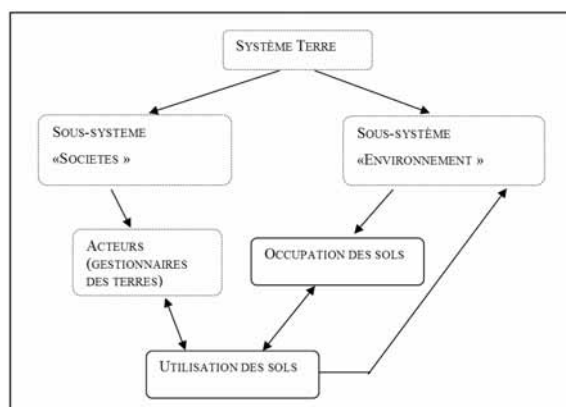 SYSTÈME TERRE
SOUS-SYSTEME
«SOCIETES »
SOUS-SYSTÈME
«ENVIRONNEMENT »
ACTEURS
(GESTIONNAIRES
DES TERRES)
OCCUPATION DES SOLS
UTILISATION DES SOLS